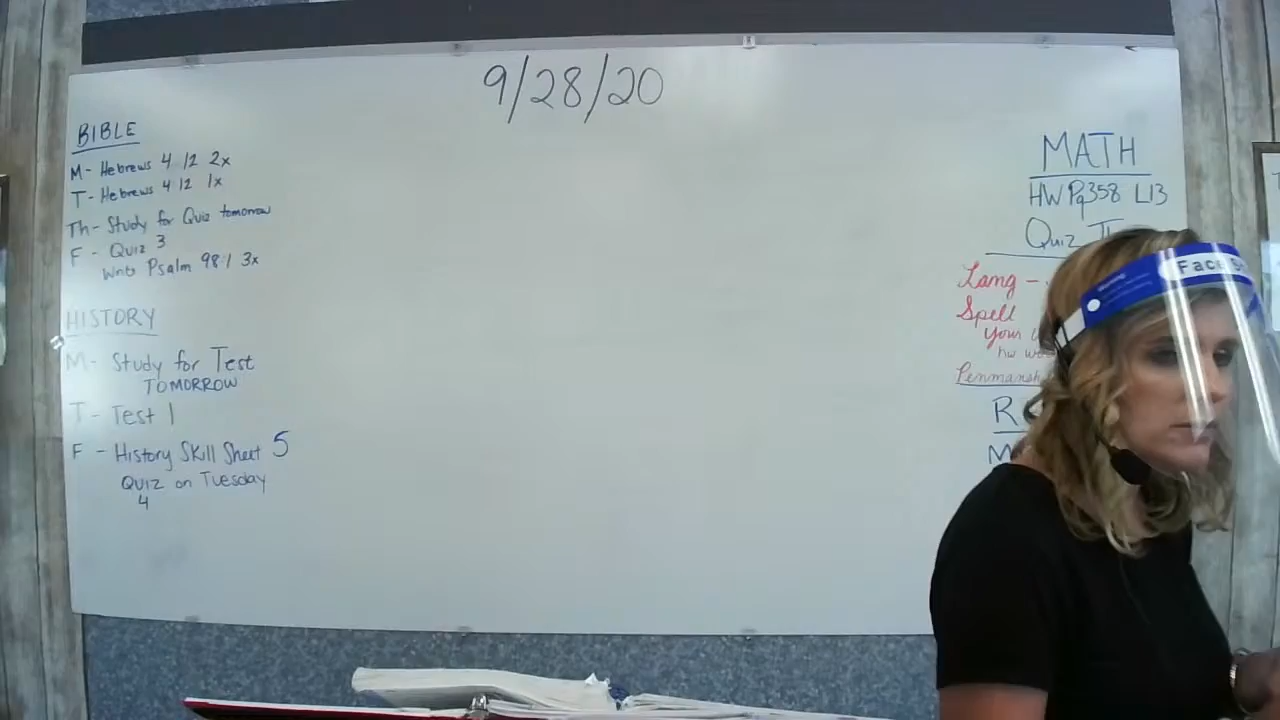 9/28/20
BIBLE
M- Hebrews 4 12 2x
T- Hebrews 4 12 1x
Th- Study for Quiz tomorrow
F - Quiz 3
Write Psalm 98 1 3x
HISTORY
M- Study for Test
TOMORROW
T- Test 1
F - History Skill Sheet 5
QUIZ on Tuesday
4
MATH
HW Pg358 L13
Quiz
Lang -
Spell
Your
hw
R
M
Face